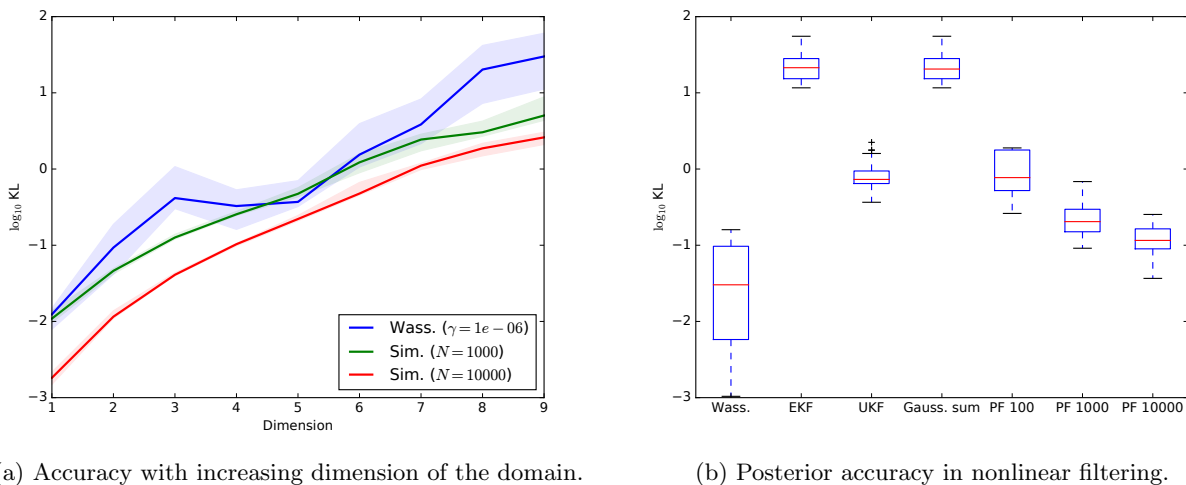 2
1
0
−1
−2
−3
log₁₀ KL
1 2 3 4 5 6 7 8 9
Dimension
Wass. (γ = 1e − 06)
Sim. (N = 1000)
Sim. (N = 10000)
2
1
0
−1
−2
−3
log₁₀ KL
Wass. EKF UKF Gauss. sum PF 100 PF 1000 PF 10000
a) Accuracy with increasing dimension of the domain.
(b) Posterior accuracy in nonlinear filtering.